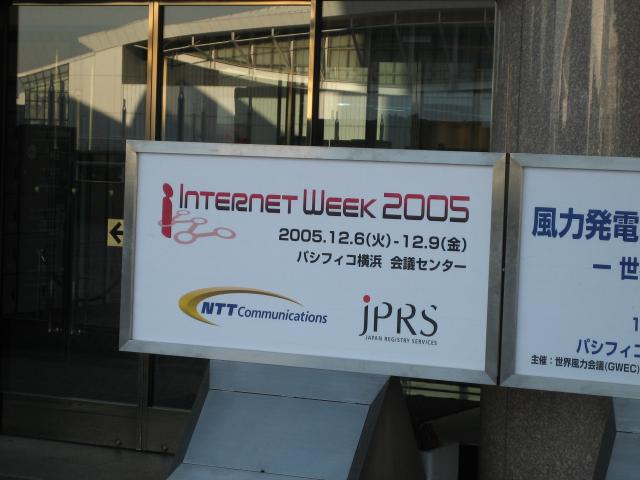 INTERNET WEEK 2005
2005.12.6(火)-12.9(金)
パシフィコ横浜 会議センター
NTT Communications
JPRS
JAPAN REGISTRY SERVICES
風力発電
ー世
1
パシフィコ
主催：世界風力会議(GWEC)